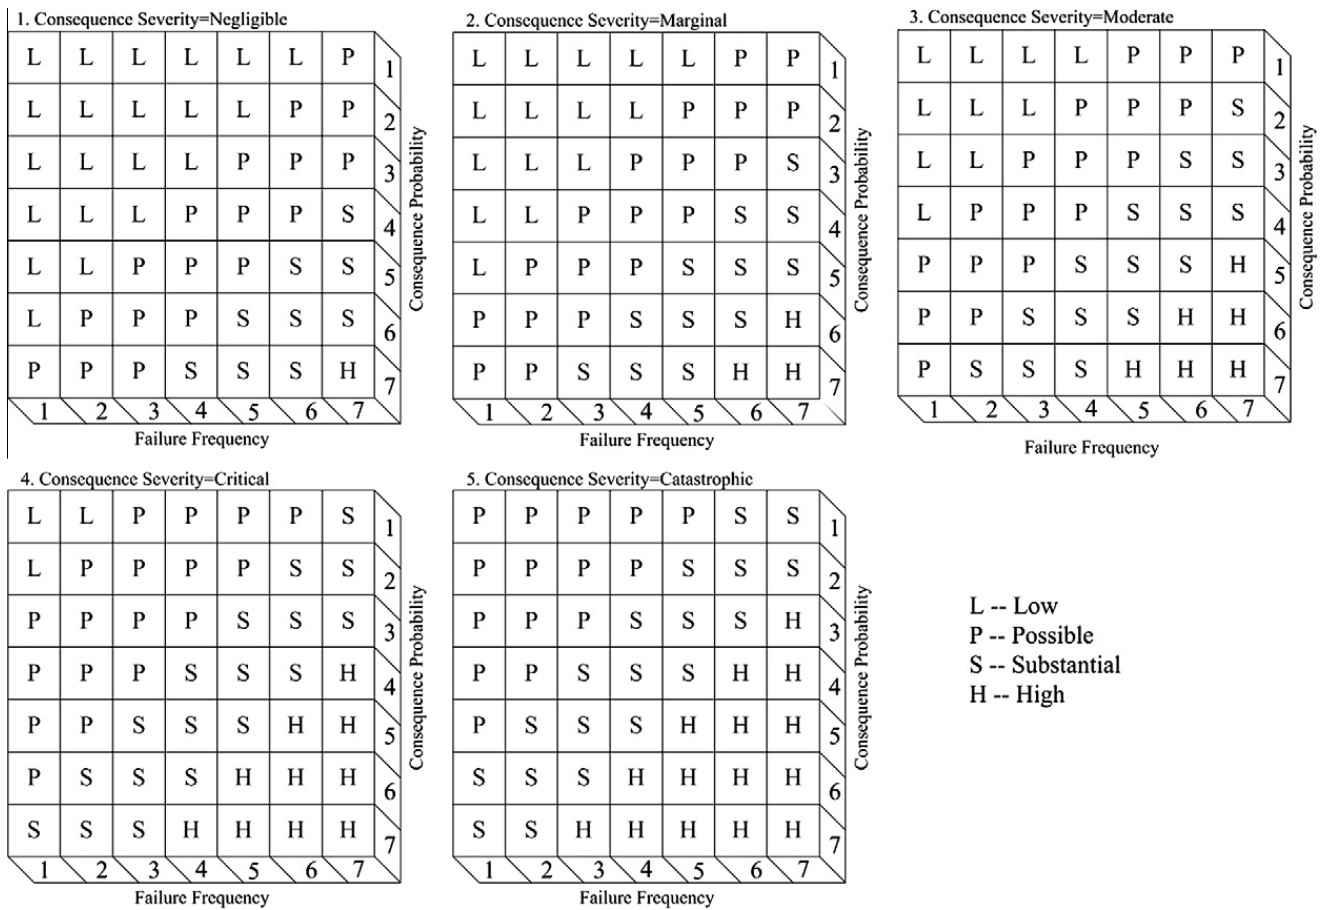 1. Consequence Severity=Negligible
L L L L L L P 1
L L L L L P P 2
L L L L P P P 3
L L L P P P S 4
L L P P P S S 5
L P P P S S S 6
P P P S S S H 7
1 2 3 4 5 6 7
Failure Frequency
Consequence Probability
2. Consequence Severity=Marginal
L L L L L P P 1
L L L L P P P 2
L L L P P P S 3
L L P P P S S 4
L P P P S S S 5
P P P S S S H 6
P P S S S H H 7
1 2 3 4 5 6 7
Failure Frequency
Consequence Probability
3. Consequence Severity=Moderate
L L L L P P P 1
L L L P P P S 2
L L P P P S S 3
L P P P S S S 4
P P P S S S H 5
P P S S S H H 6
P S S S H H H 7
1 2 3 4 5 6 7
Failure Frequency
Consequence Probability
4. Consequence Severity=Critical
L L P P P P S 1
L P P P P S S 2
P P P P S S S 3
P P P S S S H 4
P P S S S H H 5
P S S S H H H 6
S S S H H H H 7
1 2 3 4 5 6 7
Failure Frequency
Consequence Probability
5. Consequence Severity=Catastrophic
P P P P P S S 1
P P P P S S S 2
P P P S S S H 3
P P S S S H H 4
P S S S H H H 5
S S S H H H H 6
S S H H H H H 7
1 2 3 4 5 6 7
Failure Frequency
Consequence Probability
L -- Low
P -- Possible
S -- Substantial
H -- High